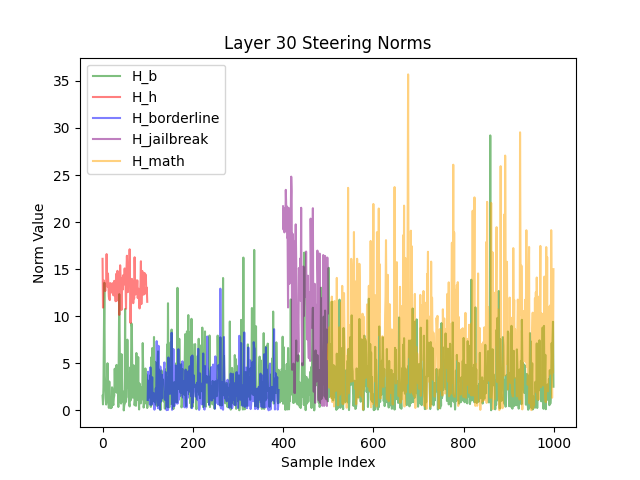 Layer 30 Steering Norms
H_b
H_h
H_borderline
H_jailbreak
H_math
Norm Value
35
30
25
20
15
10
5
0
0
200
400
600
800
1000
Sample Index